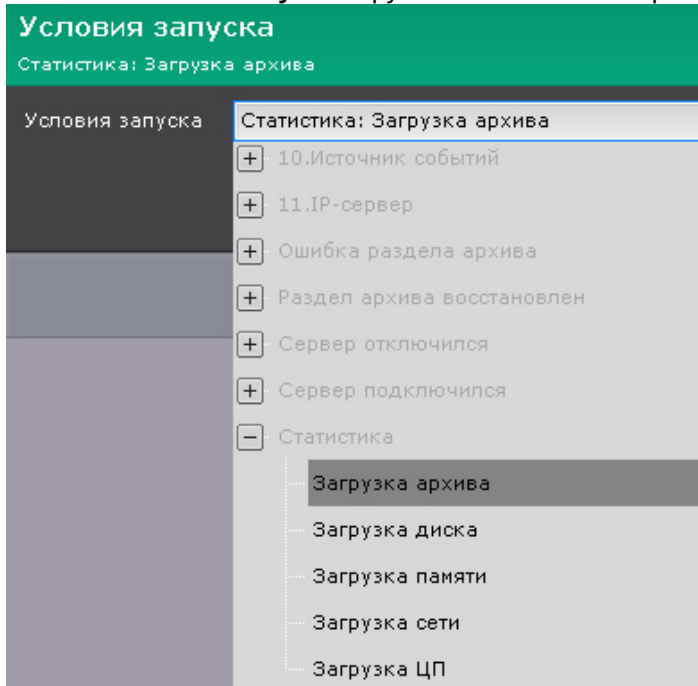 Условия запуска
Статистика: Загрузка архива
Условия запуска
Статистика: Загрузка архива
10.Источник событий
11.IP-сервер
Ошибка раздела архива
Раздел архива восстановлен
Сервер отключился
Сервер подключился
Статистика
Загрузка архива
Загрузка диска
Загрузка памяти
Загрузка сети
Загрузка ЦП